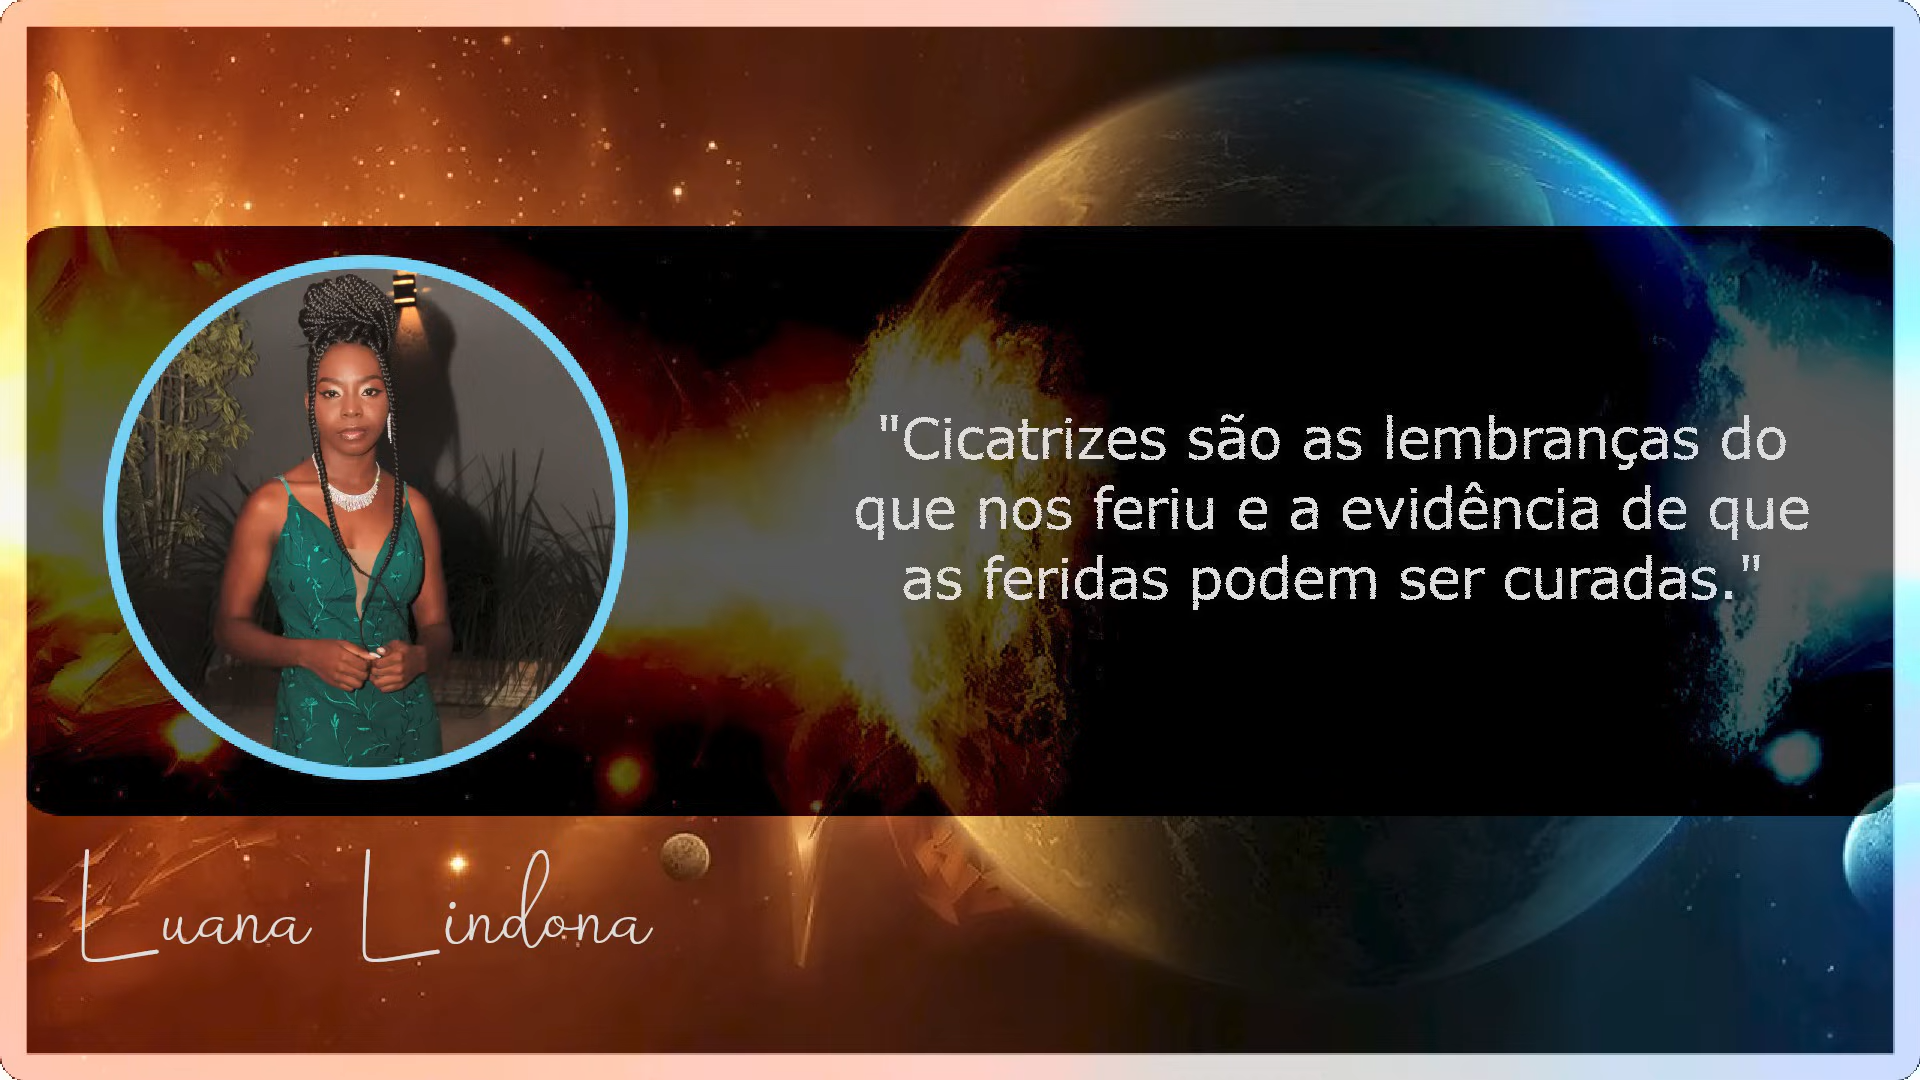 "Cicatrizes são as lembranças do
que nos feriu e a evidência de que
as feridas podem ser curadas."
Luana Lindona